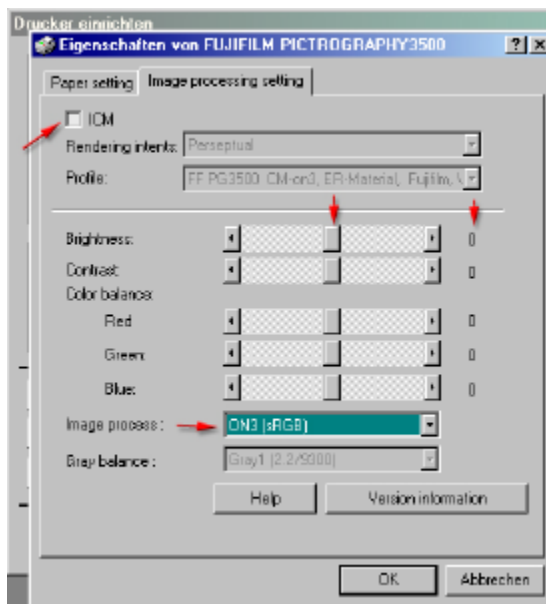 Drucker einrichten
Eigenschaften von FUJIFILM PICTROGRAPHY3500
Paper setting Image processing setting
ICM
Rendering intents: Perseptual
Profile: FF PG3500 CM-on3, ER-Material, Fujifilm,
Brightness: 0
Contrast: 0
Color balance:
Red 0
Green: 0
Blue: 0
Image process: ON3 (sRGB)
Gray balance: Gray1 (2.2/9300)
Help Version information
OK Abbrechen